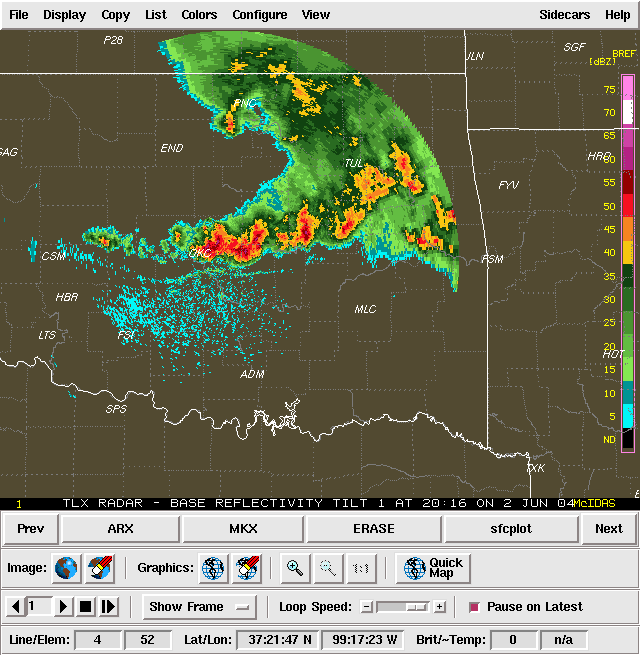 File Display Copy List Colors Configure View Sidecars Help
P28
JLN
SGF
BREF
[dBZ]
75
PNC
70
65
END
HRO
60
TUL
55
FYV
50
45
OKC
40
CSM
FSM
35
HBR
30
MLC
25
LTS
FSI
20
HOT
15
ADM
10
SPS
5
ND
TXK
1 TLX RADAR - BASE REFLECTIVITY TILT 1 AT 20:16 ON 2 JUN 04 McIDAS
Prev ARX MKX ERASE sfcplot Next
Image: Graphics: 1:1 Quick Map
1 Show Frame Loop Speed: - + Pause on Latest
Line/Elem: 4 52 Lat/Lon: 37:21:47 N 99:17:23 W Brit/~Temp: 0 n/a